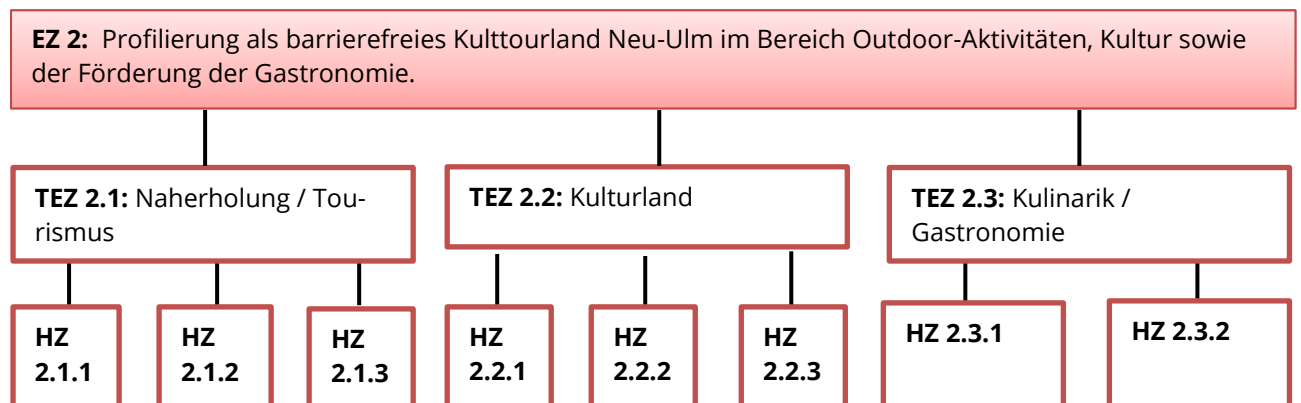 EZ 2: Profilierung als barrierefreies Kulttourland Neu-Ulm im Bereich Outdoor-Aktivitäten, Kultur sowie
der Förderung der Gastronomie.
TEZ 2.1: Naherholung / Tou-
rismus
TEZ 2.2: Kulturland
TEZ 2.3: Kulinarik /
Gastronomie
HZ
2.1.1
HZ
2.1.2
HZ
2.1.3
HZ
2.2.1
HZ
2.2.2
HZ
2.2.3
HZ 2.3.1
HZ 2.3.2